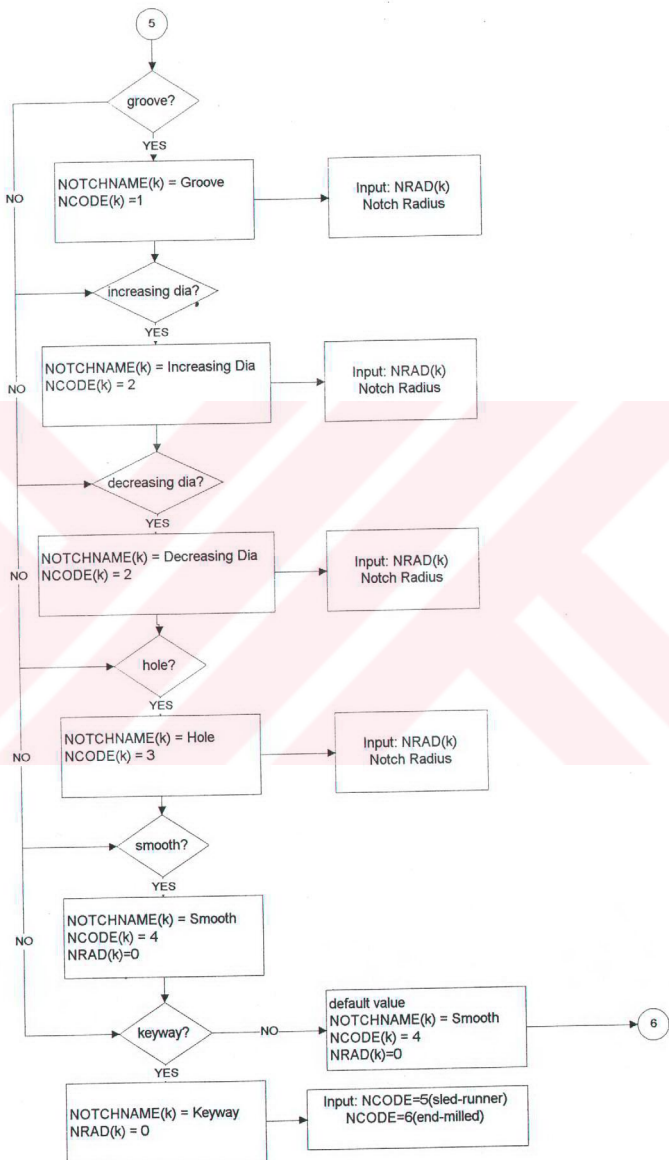 5
groove?
YES
NOTCHNAME(k) = Groove
NCODE(k) =1
Input: NRAD(k)
Notch Radius
NO
increasing dia?
YES
NOTCHNAME(k) = Increasing Dia
NCODE(k) = 2
Input: NRAD(k)
Notch Radius
NO
decreasing dia?
YES
NOTCHNAME(k) = Decreasing Dia
NCODE(k) = 2
Input: NRAD(k)
Notch Radius
NO
hole?
YES
NOTCHNAME(k) = Hole
NCODE(k) = 3
Input: NRAD(k)
Notch Radius
NO
smooth?
YES
NOTCHNAME(k) = Smooth
NCODE(k) = 4
NRAD(k)=0
NO
keyway?
NO
default value
NOTCHNAME(k) = Smooth
NCODE(k) = 4
NRAD(k)=0
6
YES
NOTCHNAME(k) = Keyway
NRAD(k) = 0
Input: NCODE=5(sled-runner)
NCODE=6(end-milled)